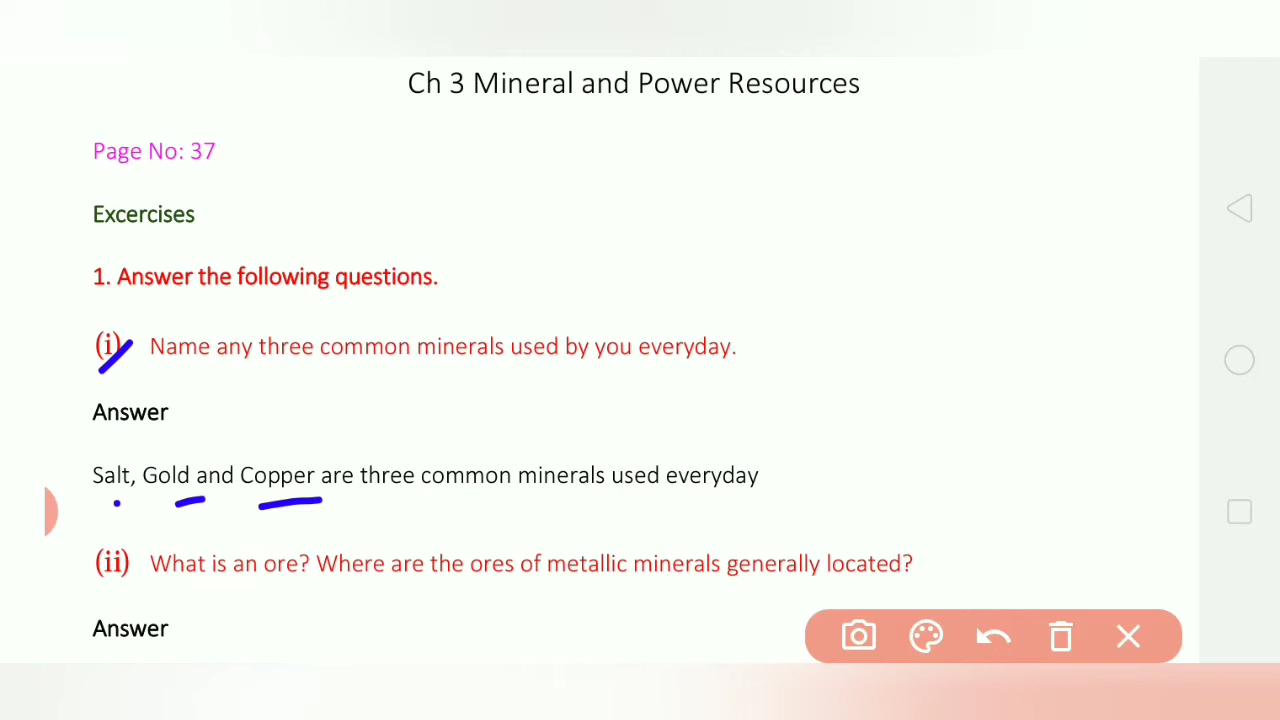 Ch 3 Mineral and Power Resources
Page No: 37
Excercises
1. Answer the following questions.
(i) Name any three common minerals used by you everyday.
Answer
Salt, Gold and Copper are three common minerals used everyday
(ii) What is an ore? Where are the ores of metallic minerals generally located?
Answer